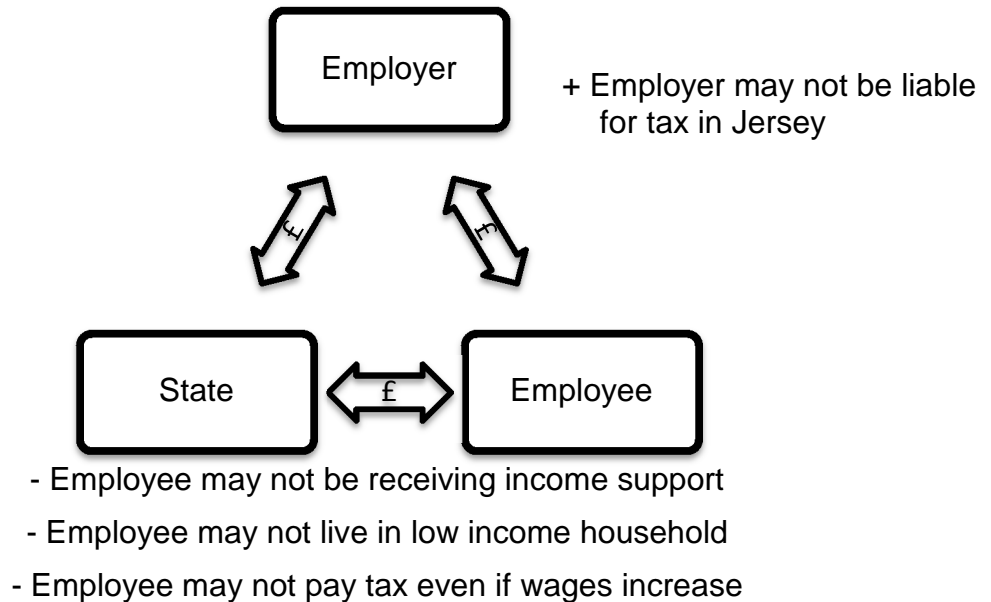 Employer
+ Employer may not be liable
for tax in Jersey
£
£
State
£
Employee
- Employee may not be receiving income support
- Employee may not live in low income household
- Employee may not pay tax even if wages increase